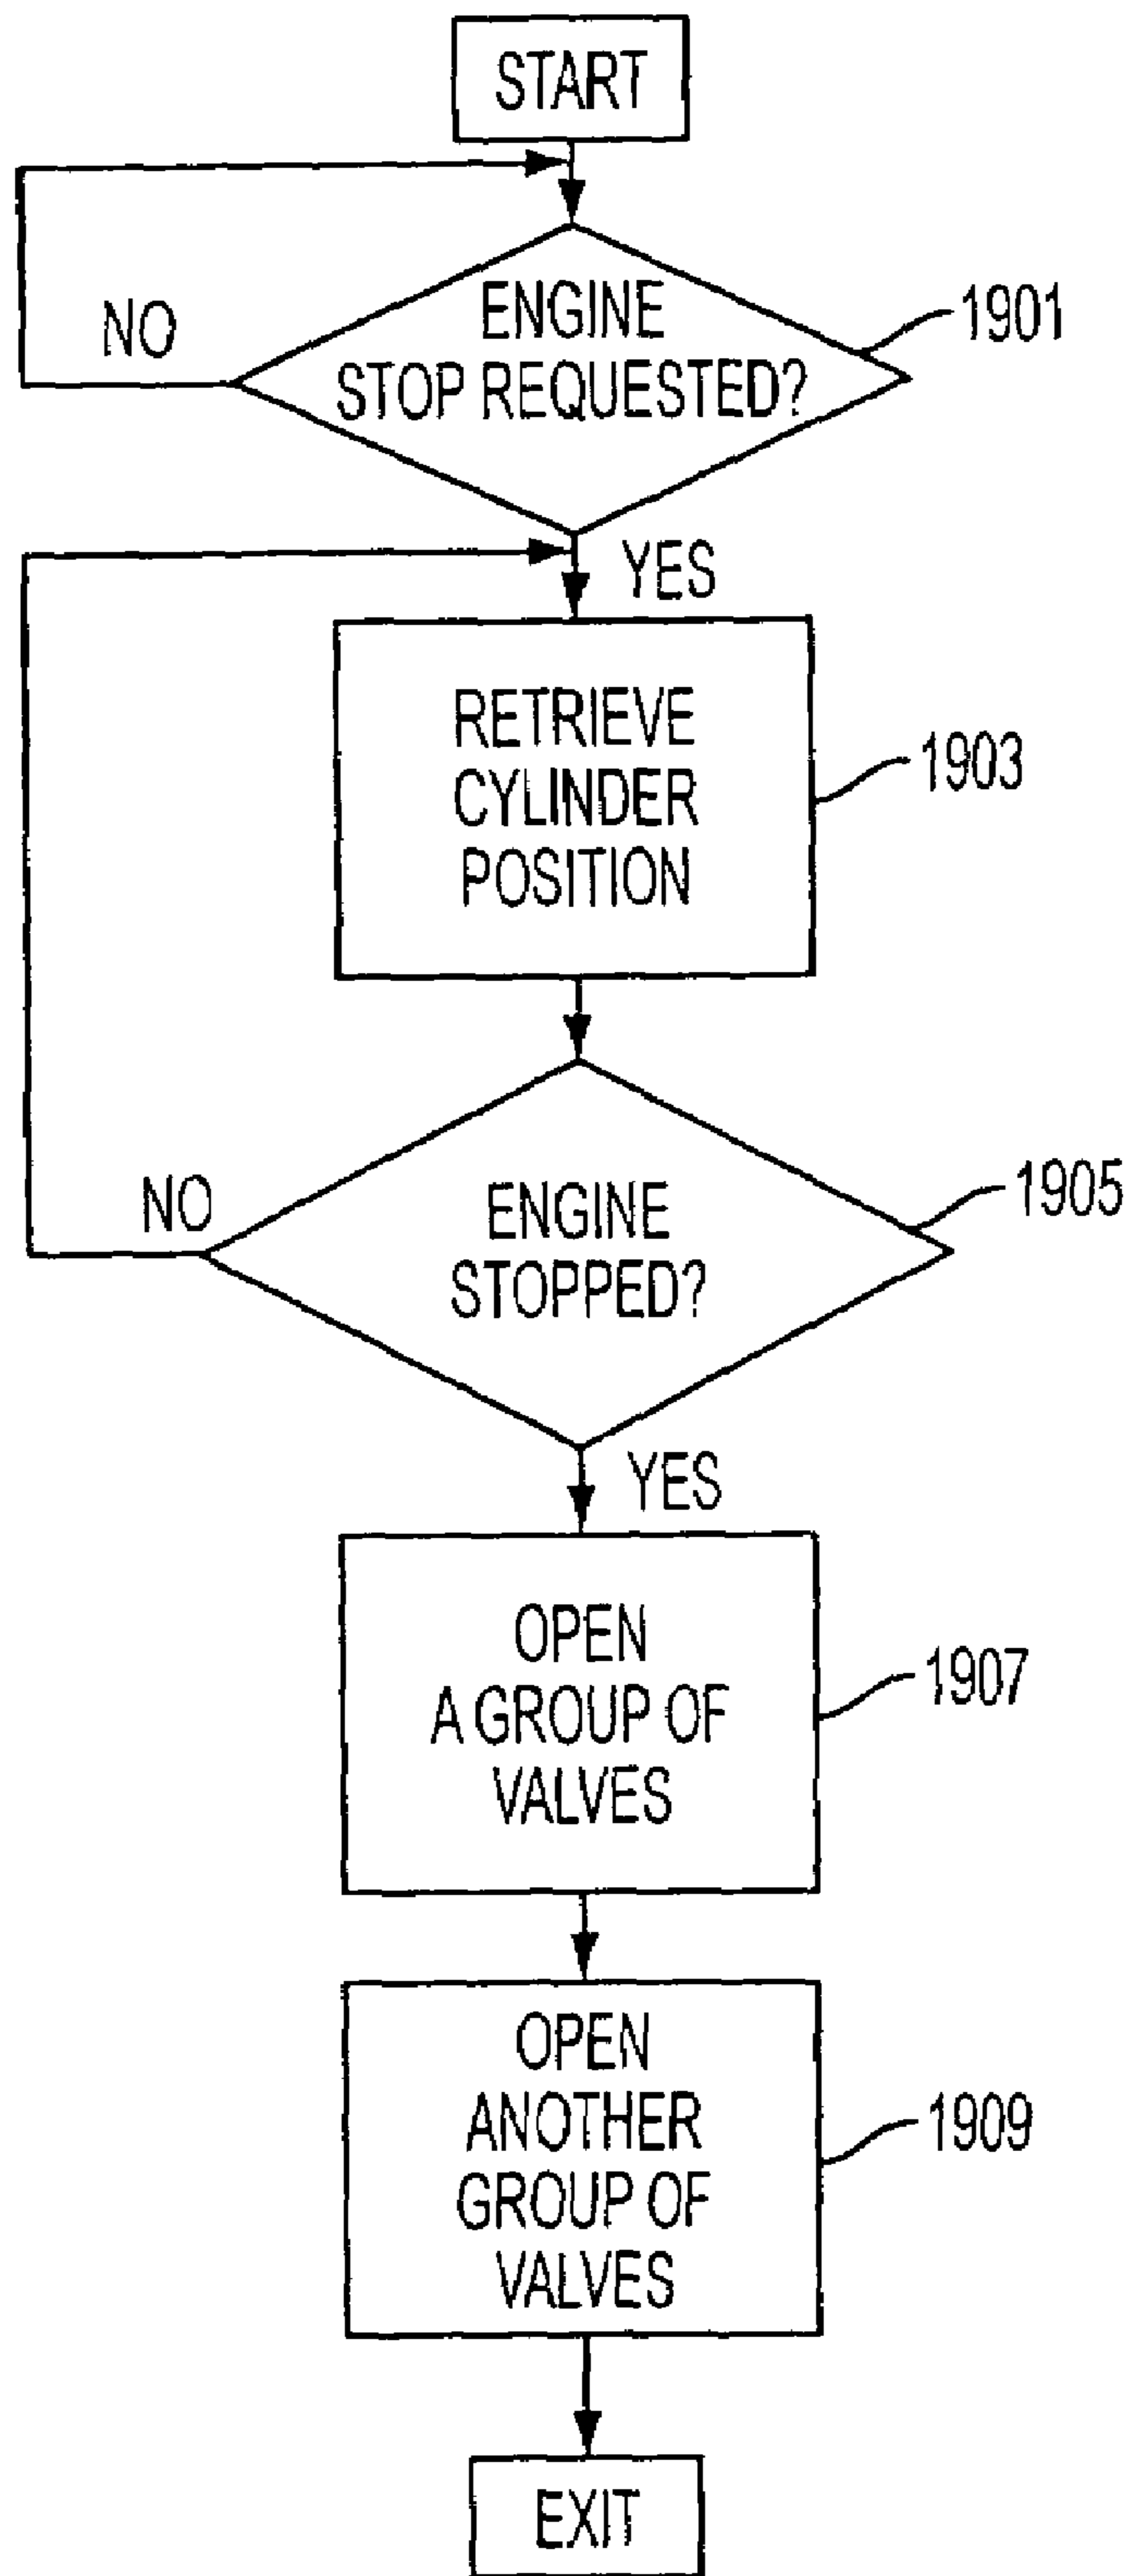 START
NO
ENGINE
STOP REQUESTED?
1901
YES
RETRIEVE
CYLINDER
POSITION
1903
NO
ENGINE
STOPPED?
1905
YES
OPEN
A GROUP OF
VALVES
1907
OPEN
ANOTHER
GROUP OF
VALVES
1909
EXIT